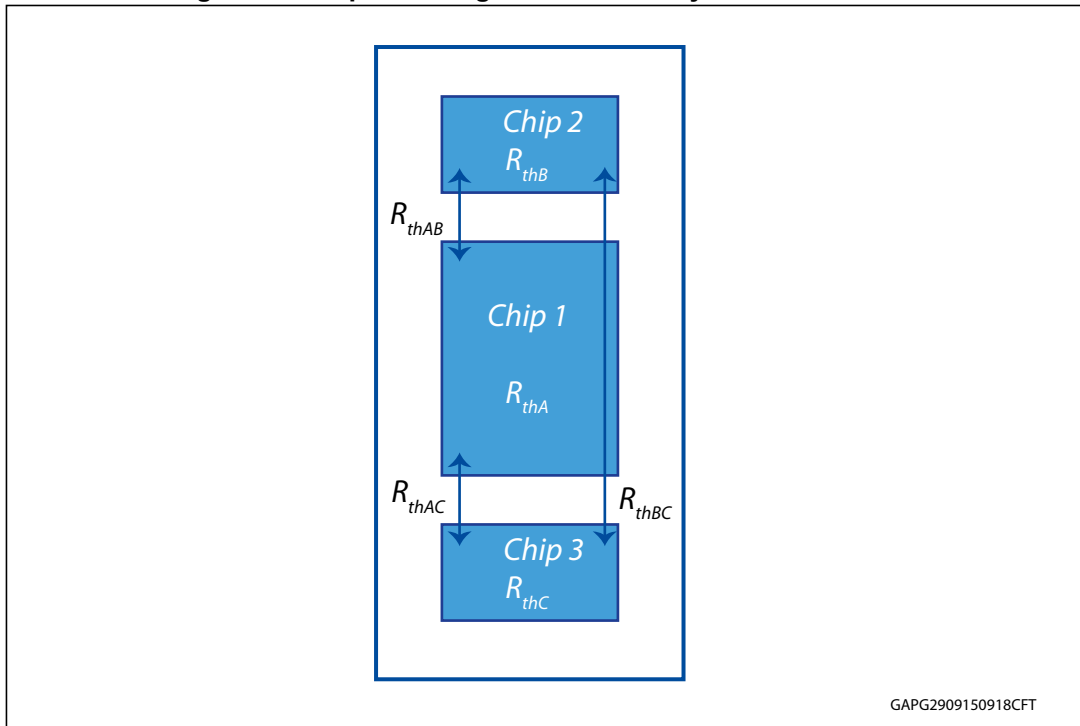 Chip 2
RthB
RthAB
Chip 1
RthA
RthAC
RthBC
Chip 3
RthC
GAPG2909150918CFT